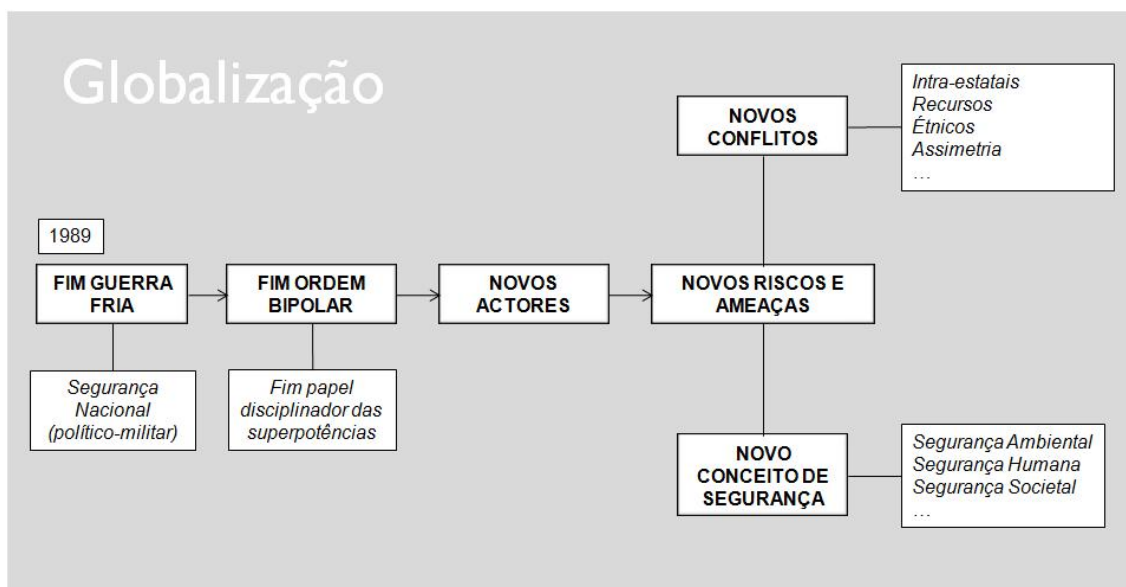 Globalização
NOVOS
CONFLITOS
Intra-estatais
Recursos
Étnicos
Assimetria
…
1989
FIM GUERRA
FRIA
FIM ORDEM
BIPOLAR
NOVOS
ACTORES
NOVOS RISCOS E
AMEAÇAS
Segurança
Nacional
(político-militar)
Fim papel
disciplinador das
superpotências
NOVO
CONCEITO DE
SEGURANÇA
Segurança Ambiental
Segurança Humana
Segurança Societal
…